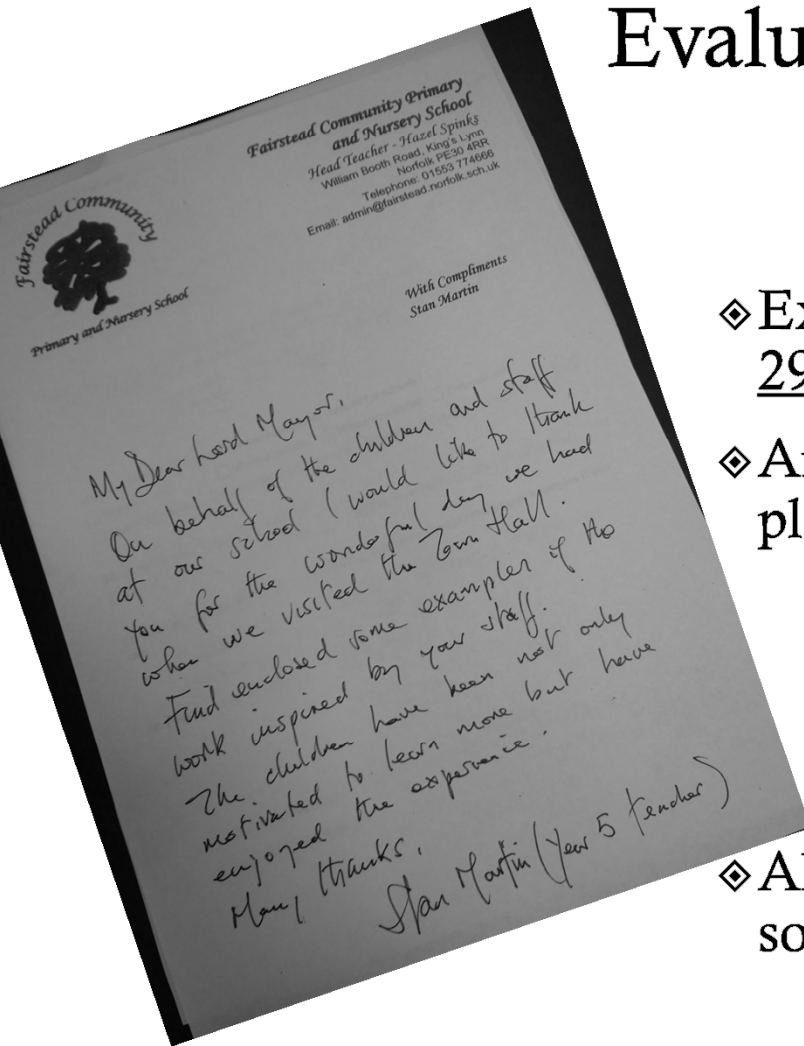 Evalu
Fairstead Community Primary
and Nursery School
Head Teacher - Hazel Spinks
William Booth Road, King's Lynn
Norfolk PE30 4RR
Telephone: 01553 774666
Email: admin@fairstead.norfolk.sch.uk
Fairstead Community
Primary and Nursery School
With Compliments
Stan Martin
My Dear Lord Mayor,
On behalf of the children and staff
at our school I would like to thank
you for the wonderful day we had
when we visited the Town Hall.
Find enclosed some examples of the
work inspired by your staff.
The children have been not only
motivated to learn more but have
enjoyed the experience.
Many thanks,
Stan Martin (Year 5 teacher)
Ex
29
pl
so